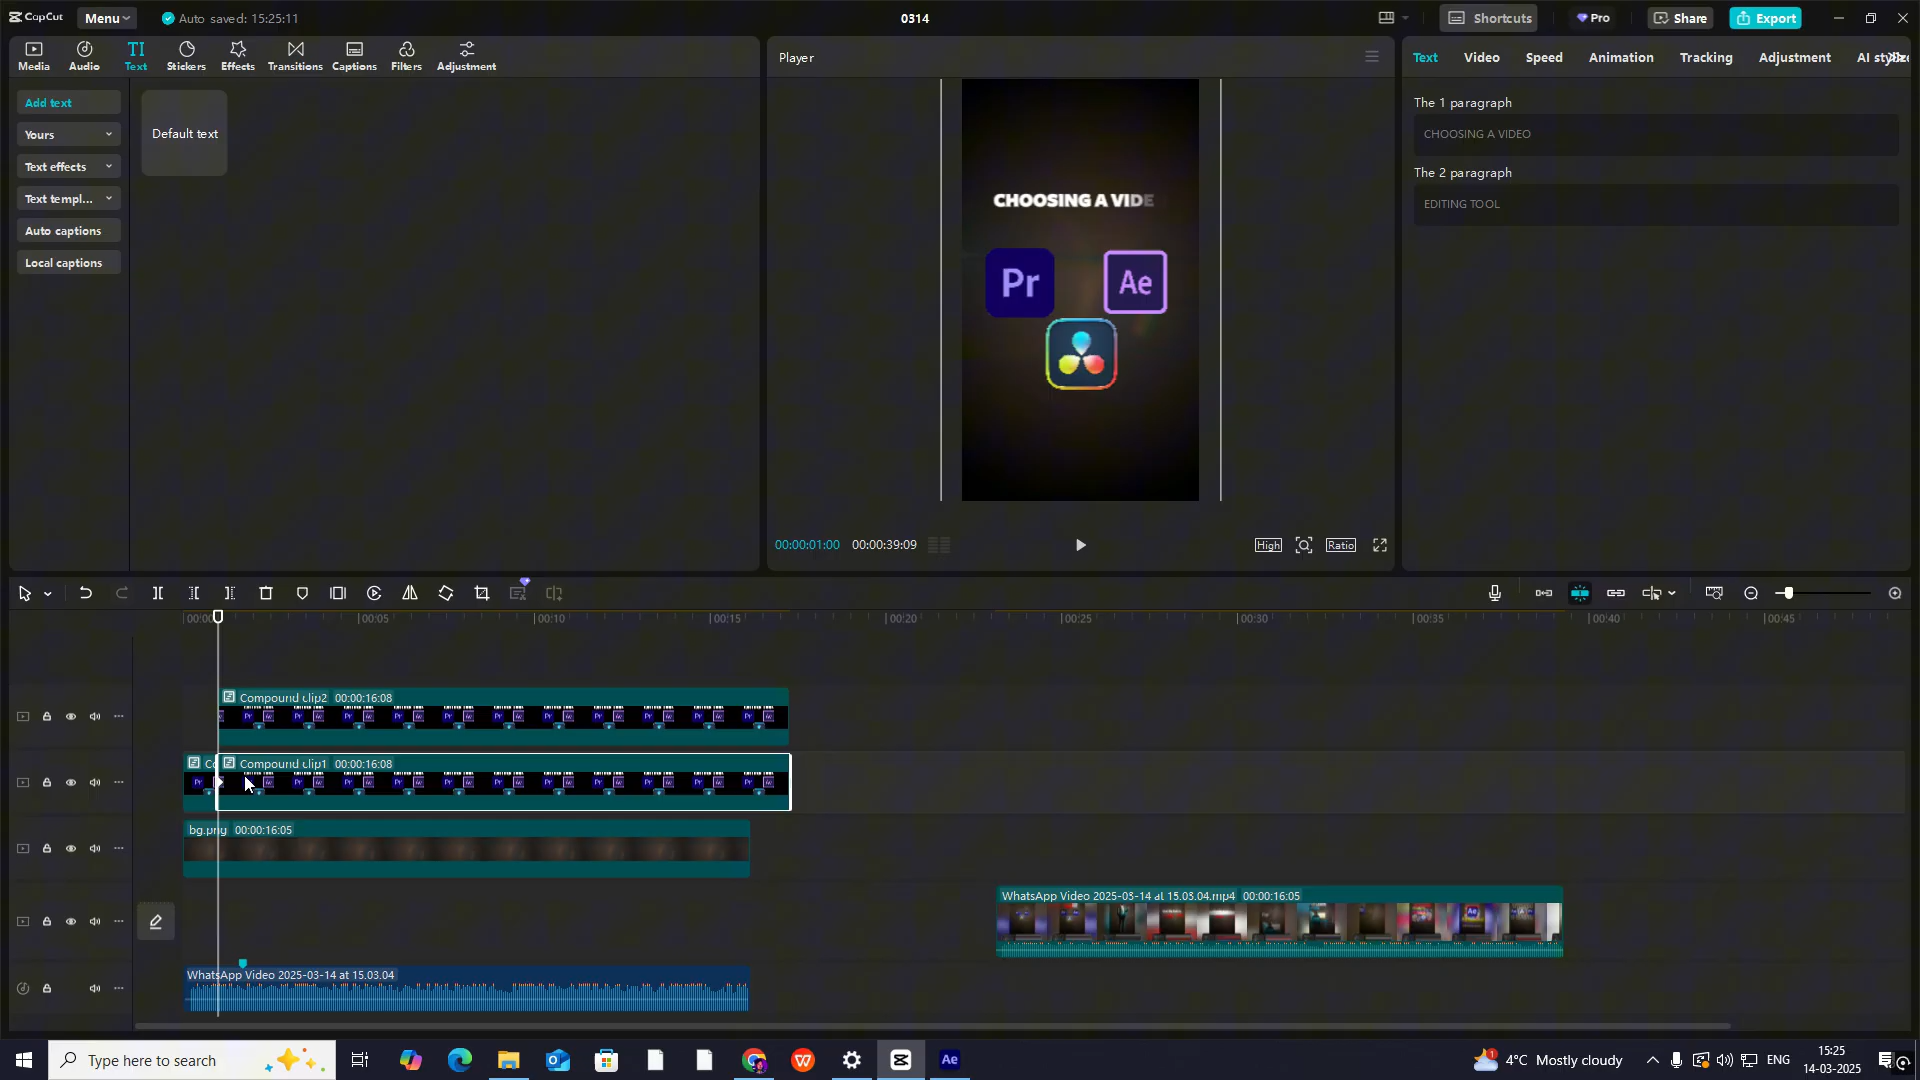 CapCut
Menu
Auto saved: 15:25:11
0314
Shortcuts
Pro
Share
Export
Media
Audio
TI
Text
Stickers
Effects
Transitions
Captions
Filters
Adjustment
Player
Text
Video
Speed
Animation
Tracking
Adjustment
Add text
Yours
Text effects
Text templ...
Auto captions
Local captions
Default text
CHOOSING A VIDE
Pr
Ae
The 1 paragraph
CHOOSING A VIDEO
The 2 paragraph
EDITING TOOL
00:00:01:00
00:00:39:09
High
Ratio
00:05
00:10
00:15
00:20
00:25
00:30
00:35
00:40
00:45
Compound clip2 00:00:16:08
Compound clip1 00:00:16:08
bg.png 00:00:16:05
WhatsApp Video 2025-03-14 at 15.03.04.mp4 00:00:16:05
WhatsApp Video 2025-03-14 at 15.03.04
Type here to search
Ae
4°C Mostly cloudy
ENG
15:25
14-03-2025